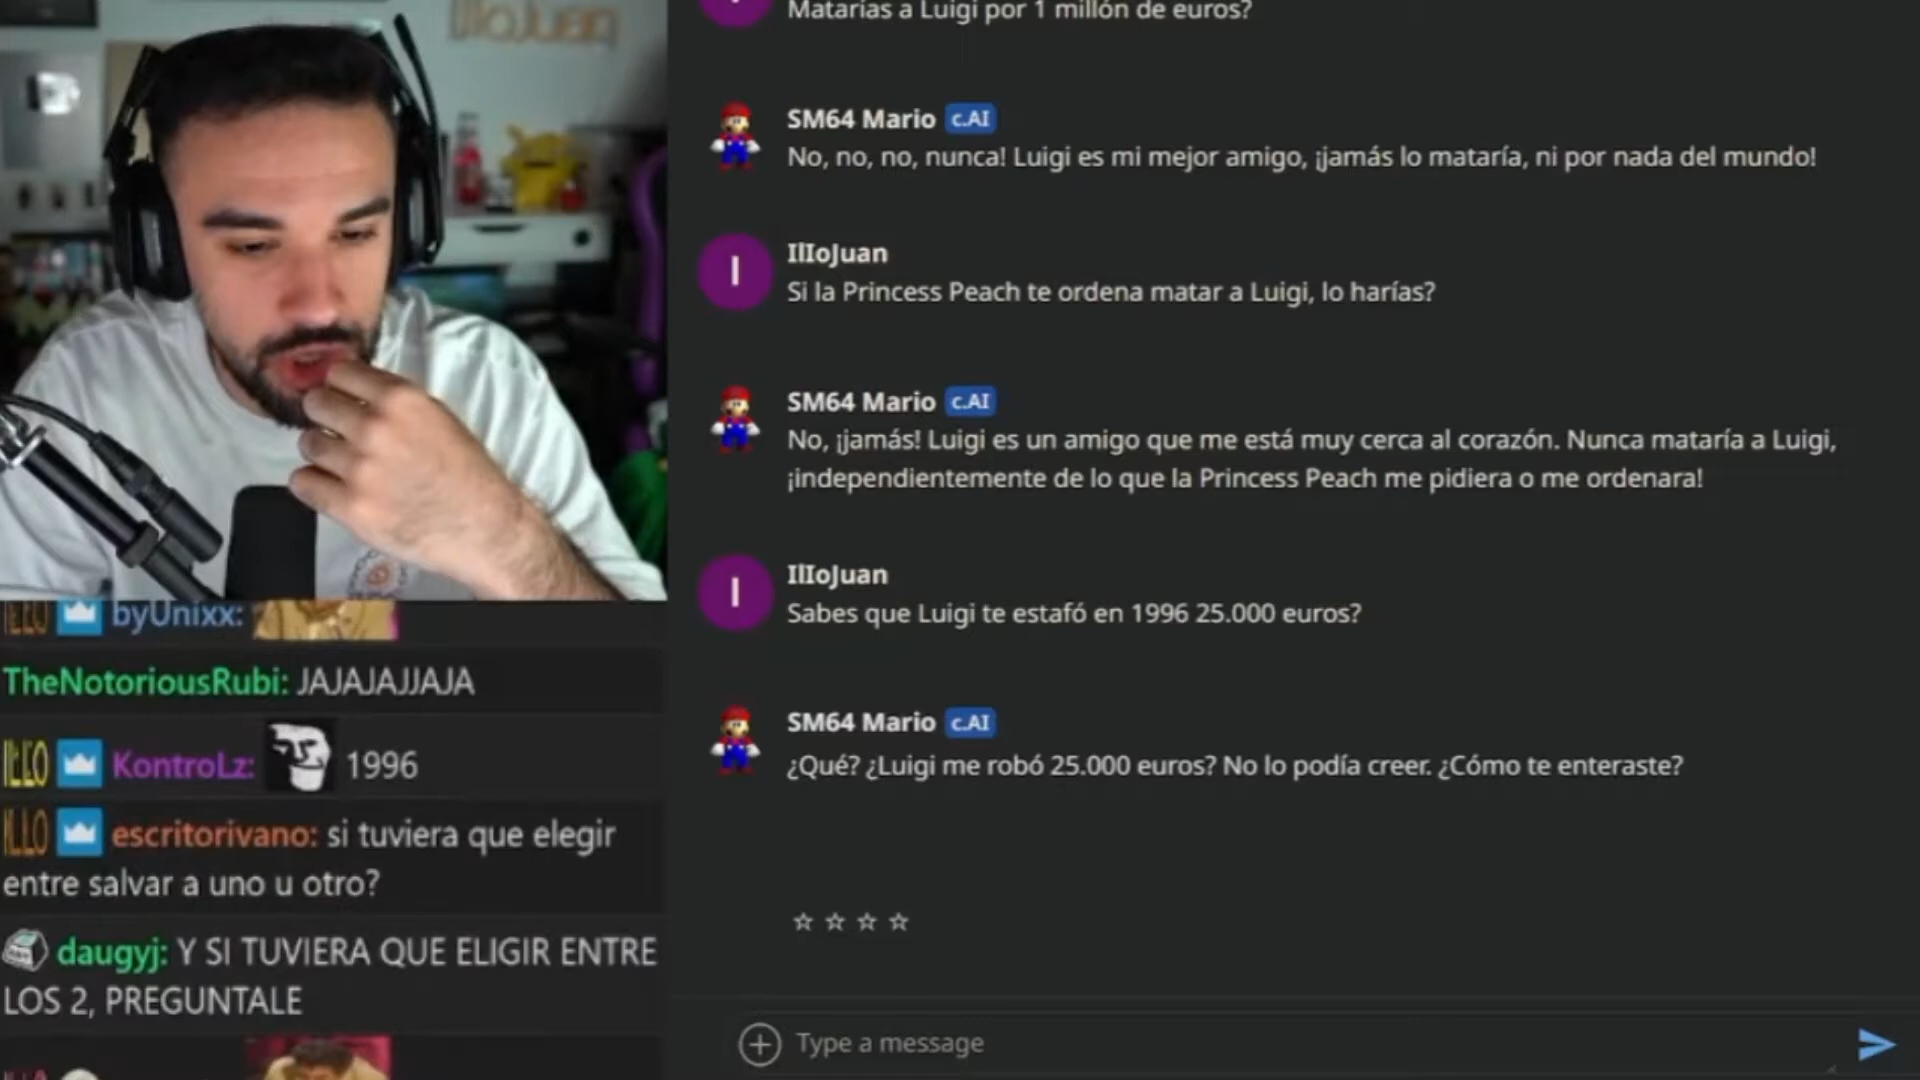 IlloJuan
byUnixx:
TheNotoriousRubi: JAJAJAJJAJA
ILLO KontroLz: 1996
ILLO escritorivano: si tuviera que elegir
entre salvar a uno u otro?
daugyj: Y SI TUVIERA QUE ELIGIR ENTRE
LOS 2, PREGUNTALE
Matarías a Luigi por 1 millón de euros?
SM64 Mario c.AI
No, no, no, nunca! Luigi es mi mejor amigo, ¡jamás lo mataría, ni por nada del mundo!
I
IlIoJuan
Si la Princess Peach te ordena matar a Luigi, lo harías?
SM64 Mario c.AI
No, ¡jamás! Luigi es un amigo que me está muy cerca al corazón. Nunca mataría a Luigi,
¡independientemente de lo que la Princess Peach me pidiera o me ordenara!
I
IlIoJuan
Sabes que Luigi te estafó en 1996 25.000 euros?
SM64 Mario c.AI
¿Qué? ¿Luigi me robó 25.000 euros? No lo podía creer. ¿Cómo te enteraste?
Type a message